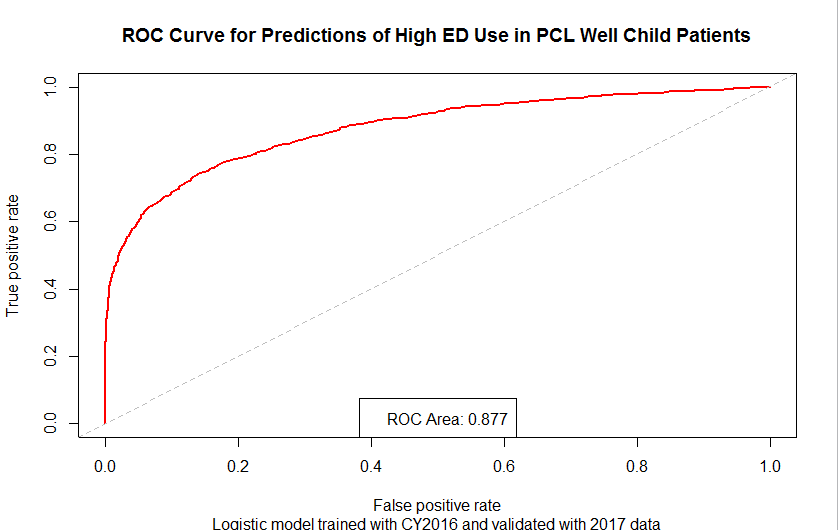 ROC Curve for Predictions of High ED Use in PCL Well Child Patients
True positive rate
1.0
0.8
0.6
0.4
0.2
0.0
ROC Area: 0.877
0.0 0.2 0.4 0.6 0.8 1.0
False positive rate
Logistic model trained with CY2016 and validated with 2017 data